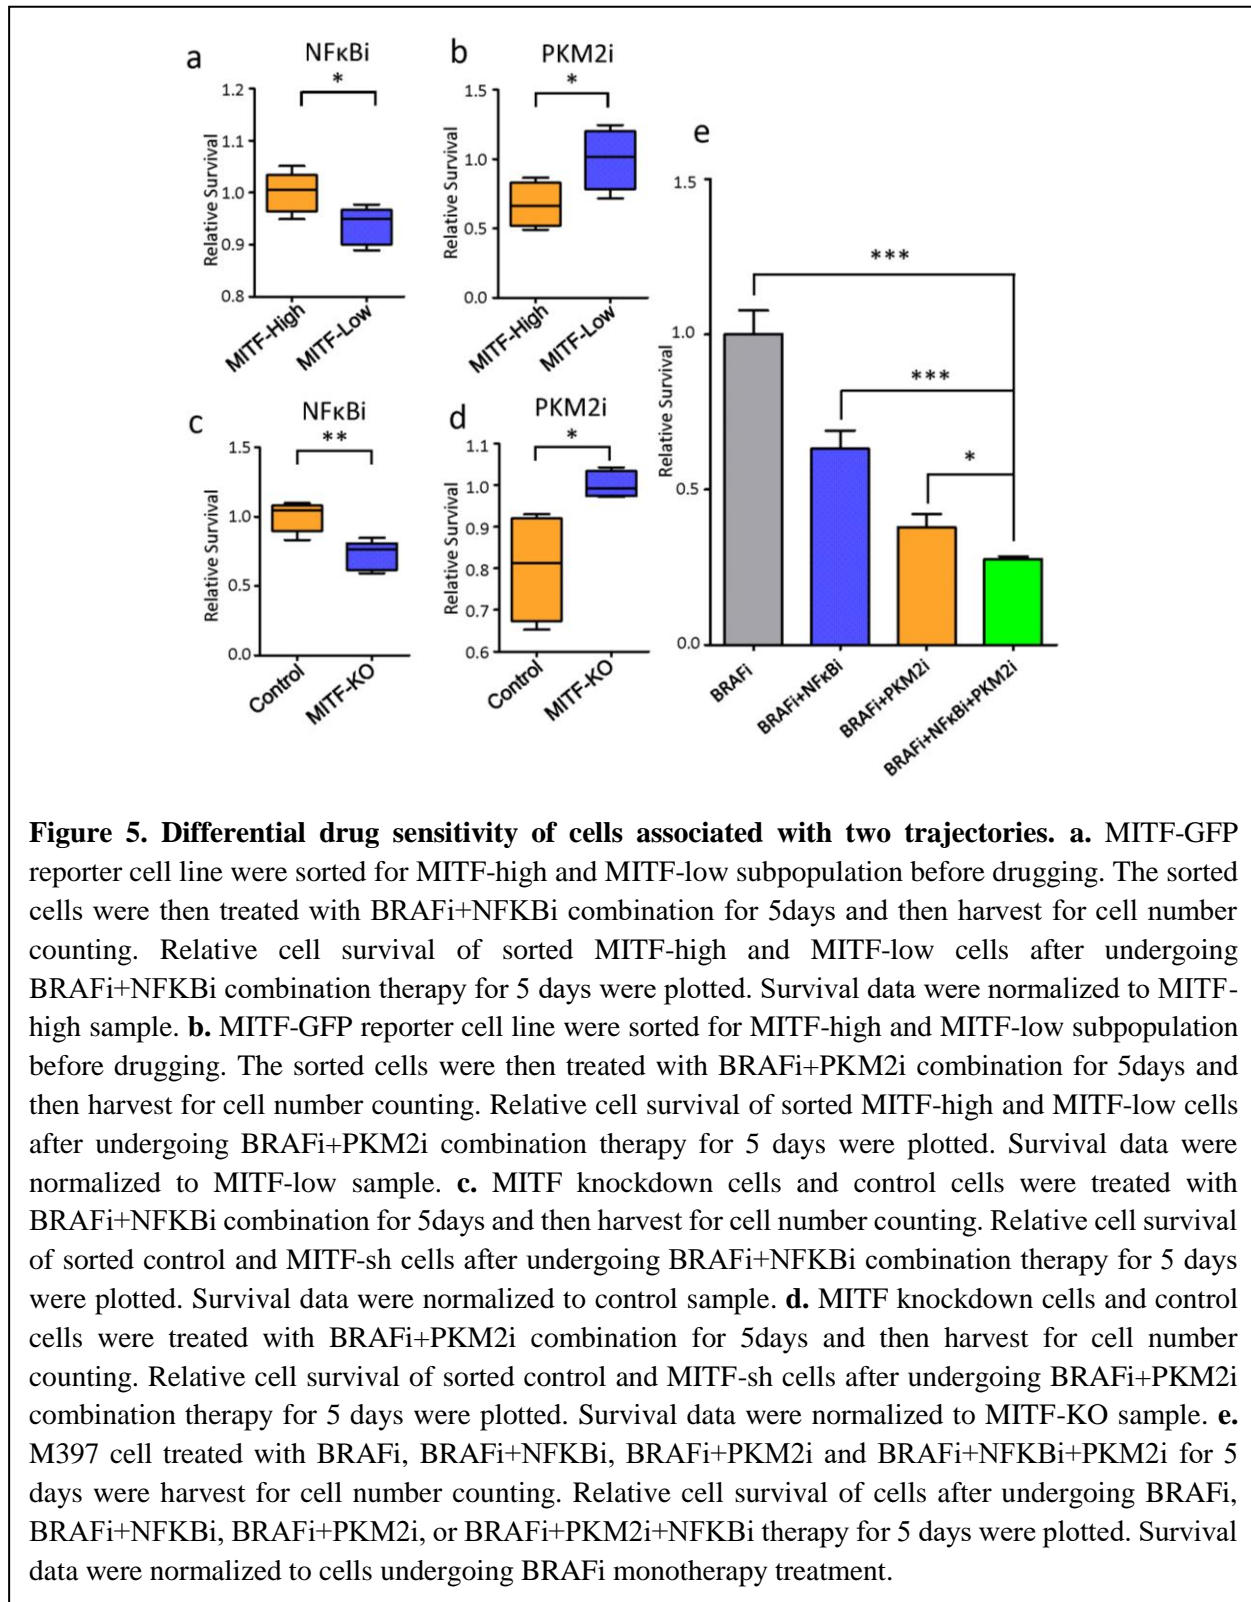 a
NFκBi
*
1.2
1.1
1.0
0.9
0.8
Relative Survival
MITF-High
MITF-Low
b
PKM2i
*
1.5
1.0
0.5
0.0
Relative Survival
MITF-High
MITF-Low
c
NFκBi
**
1.5
1.0
0.5
0.0
Relative Survival
Control
MITF-KO
d
PKM2i
*
1.1
1.0
0.9
0.8
0.7
0.6
Relative Survival
Control
MITF-KO
e
1.5
1.0
0.5
0.0
Relative Survival
***
***
*
BRAFi
BRAFi+NFκBi
BRAFi+PKM2i
BRAFi+NFκBi+PKM2i
Figure 5. Differential drug sensitivity of cells associated with two trajectories. a. MITF-GFP
reporter cell line were sorted for MITF-high and MITF-low subpopulation before drugging. The sorted
cells were then treated with BRAFi+NFKBi combination for 5days and then harvest for cell number
counting. Relative cell survival of sorted MITF-high and MITF-low cells after undergoing
BRAFi+NFKBi combination therapy for 5 days were plotted. Survival data were normalized to MITF-
high sample. b. MITF-GFP reporter cell line were sorted for MITF-high and MITF-low subpopulation
before drugging. The sorted cells were then treated with BRAFi+PKM2i combination for 5days and
then harvest for cell number counting. Relative cell survival of sorted MITF-high and MITF-low cells
after undergoing BRAFi+PKM2i combination therapy for 5 days were plotted. Survival data were
normalized to MITF-low sample. c. MITF knockdown cells and control cells were treated with
BRAFi+NFKBi combination for 5days and then harvest for cell number counting. Relative cell survival
of sorted control and MITF-sh cells after undergoing BRAFi+NFKBi combination therapy for 5 days
were plotted. Survival data were normalized to control sample. d. MITF knockdown cells and control
cells were treated with BRAFi+PKM2i combination for 5days and then harvest for cell number
counting. Relative cell survival of sorted control and MITF-sh cells after undergoing BRAFi+PKM2i
combination therapy for 5 days were plotted. Survival data were normalized to MITF-KO sample. e.
M397 cell treated with BRAFi, BRAFi+NFKBi, BRAFi+PKM2i and BRAFi+NFKBi+PKM2i for 5
days were harvest for cell number counting. Relative cell survival of cells after undergoing BRAFi,
BRAFi+NFKBi, BRAFi+PKM2i, or BRAFi+PKM2i+NFKBi therapy for 5 days were plotted. Survival
data were normalized to cells undergoing BRAFi monotherapy treatment.